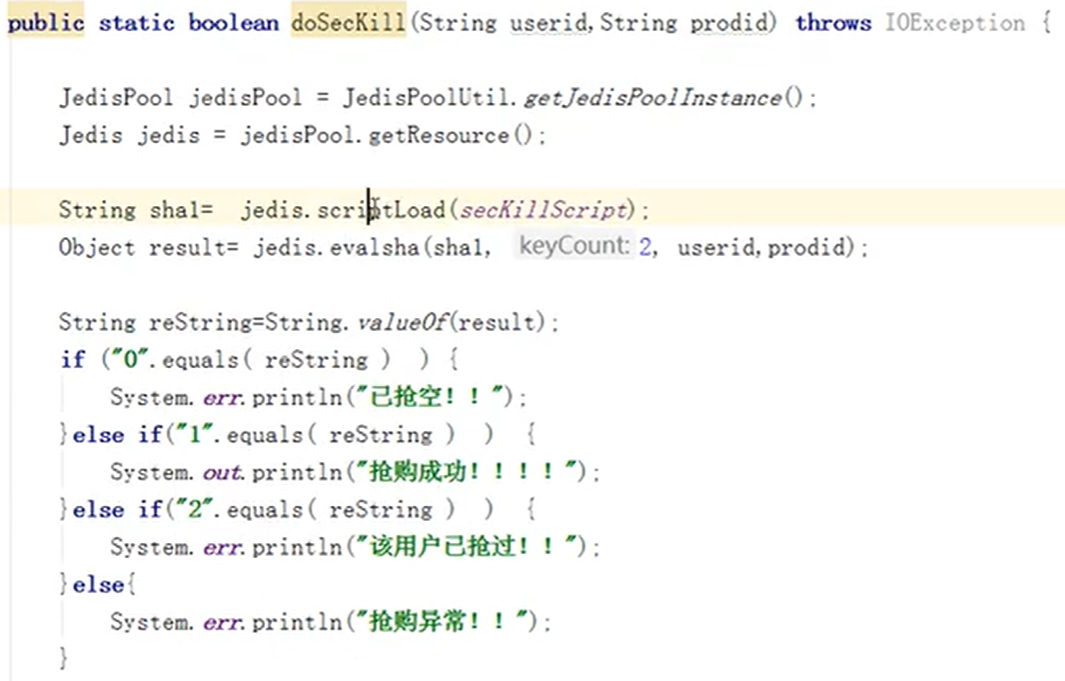 public static boolean doSecKill(String userid,String prodid) throws IOException {
JedisPool jedisPool = JedisPoolUtil.getJedisPoolInstance();
Jedis jedis = jedisPool.getResource();
String sha1=  jedis.scriptLoad(secKillScript);
Object result= jedis.evalsha(sha1, keyCount: 2, userid,prodid);
String reString=String.valueOf(result);
if ("0".equals( reString )  ) {
System.err.println("已抢空！！");
}else if("1".equals( reString )  )  {
System.out.println("抢购成功！！！！");
}else if("2".equals( reString )  )  {
System.err.println("该用户已抢过！！");
}else{
System.err.println("抢购异常！！");
}